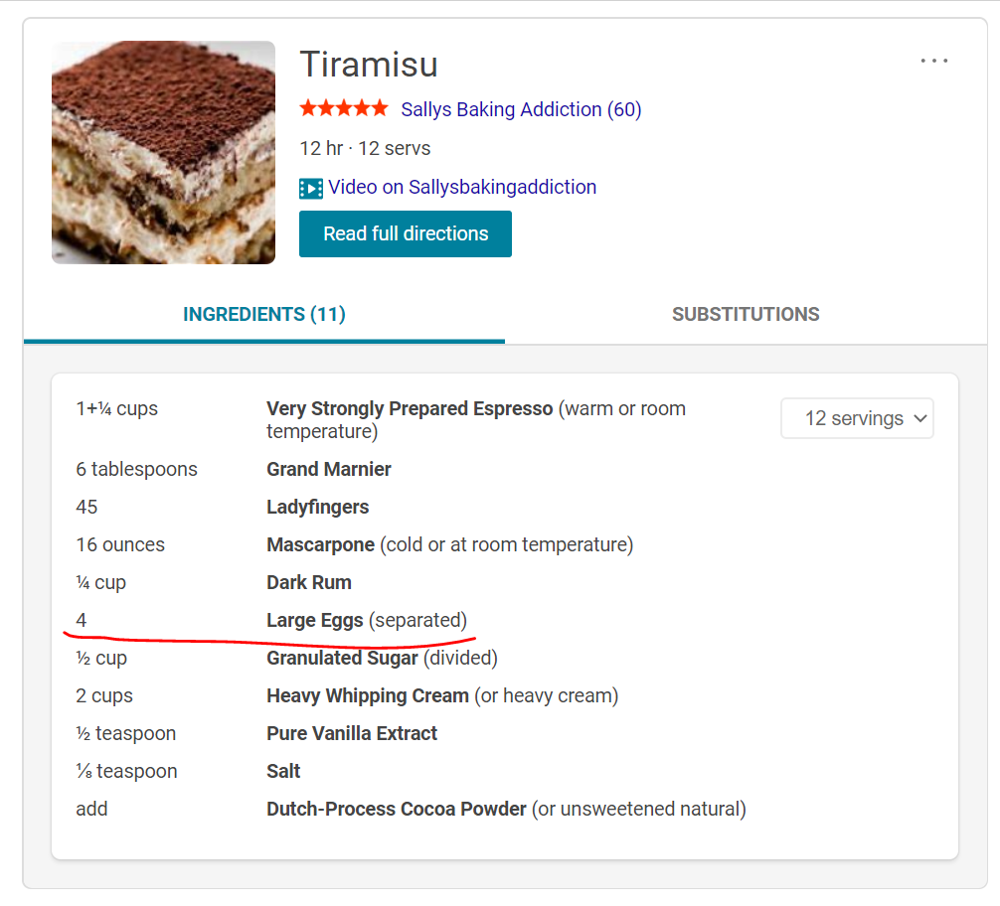 Tiramisu
Sallys Baking Addiction (60)
12 hr · 12 servs
Video on Sallysbakingaddiction
Read full directions
INGREDIENTS (11)
SUBSTITUTIONS
12 servings
1+¼ cups Very Strongly Prepared Espresso (warm or room
temperature)
6 tablespoons Grand Marnier
45 Ladyfingers
16 ounces Mascarpone (cold or at room temperature)
¼ cup Dark Rum
4 Large Eggs (separated)
½ cup Granulated Sugar (divided)
2 cups Heavy Whipping Cream (or heavy cream)
½ teaspoon Pure Vanilla Extract
⅛ teaspoon Salt
add Dutch-Process Cocoa Powder (or unsweetened natural)